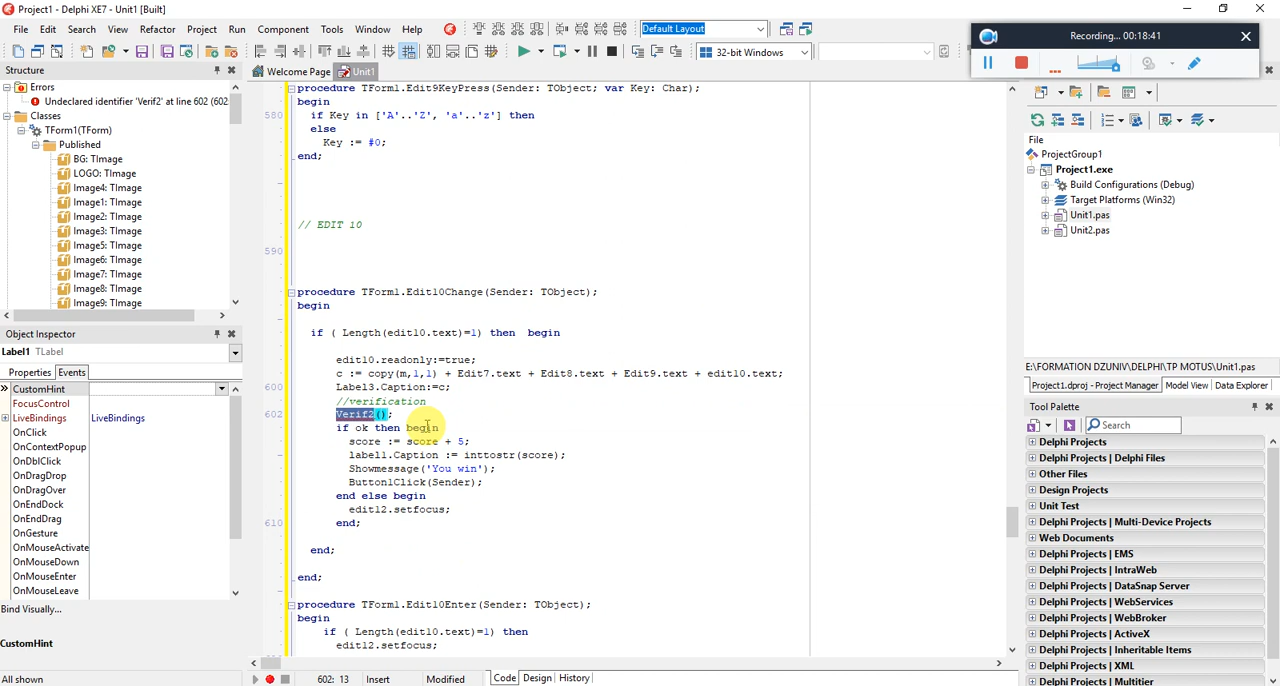 Project1 - Delphi XE7 - Unit1 [Built]
File Edit Search View Refactor Project Run Component Tools Window Help
Default Layout
32-bit Windows
Recording... 00:18:41
Structure
Errors
Undeclared identifier 'Verif2' at line 602 (602
Classes
TForm1(TForm)
Published
BG: TImage
LOGO: TImage
Image4: TImage
Image1: TImage
Image2: TImage
Image3: TImage
Image5: TImage
Image6: TImage
Image7: TImage
Image8: TImage
Image9: TImage
Object Inspector
Label1 TLabel
Properties Events
CustomHint
FocusControl
LiveBindings LiveBindings
OnClick
OnContextPopup
OnDblClick
OnDragDrop
OnDragOver
OnEndDock
OnEndDrag
OnGesture
OnMouseActivate
OnMouseDown
OnMouseEnter
OnMouseLeave
Bind Visually...
CustomHint
All shown
Welcome Page Unit1
procedure TForm1.Edit9KeyPress(Sender: TObject; var Key: Char);
begin
580 if Key in ['A'..'Z', 'a'..'z'] then
else
Key := #0;
end;
// EDIT 10
590
procedure TForm1.Edit10Change(Sender: TObject);
begin
if ( Length(edit10.text)=1) then begin
edit10.readonly:=true;
c := copy(m,1,1) + Edit7.text + Edit8.text + Edit9.text + edit10.text;
600 Label3.Caption:=c;
//verification
602 Verif2();
if ok then begin
score := score + 5;
label1.Caption := inttostr(score);
Showmessage('You win');
Button1Click(Sender);
end else begin
edit12.setfocus;
610 end;
end;
end;
procedure TForm1.Edit10Enter(Sender: TObject);
begin
if ( Length(edit10.text)=1) then
edit12.setfocus;
602: 13 Insert Modified Code Design History
File
ProjectGroup1
Project1.exe
Build Configurations (Debug)
Target Platforms (Win32)
Unit1.pas
Unit2.pas
E:\FORMATION DZUNIV\DELPHI\TP MOTUS\Unit1.pas
Project1.dproj - Project Manager Model View Data Explorer
Tool Palette
Search
Delphi Projects
Delphi Projects | Delphi Files
Other Files
Design Projects
Unit Test
Delphi Projects | Multi-Device Projects
Web Documents
Delphi Projects | EMS
Delphi Projects | IntraWeb
Delphi Projects | DataSnap Server
Delphi Projects | WebServices
Delphi Projects | WebBroker
Delphi Projects | ActiveX
Delphi Projects | Inheritable Items
Delphi Projects | XML
Delphi Projects | Multitier